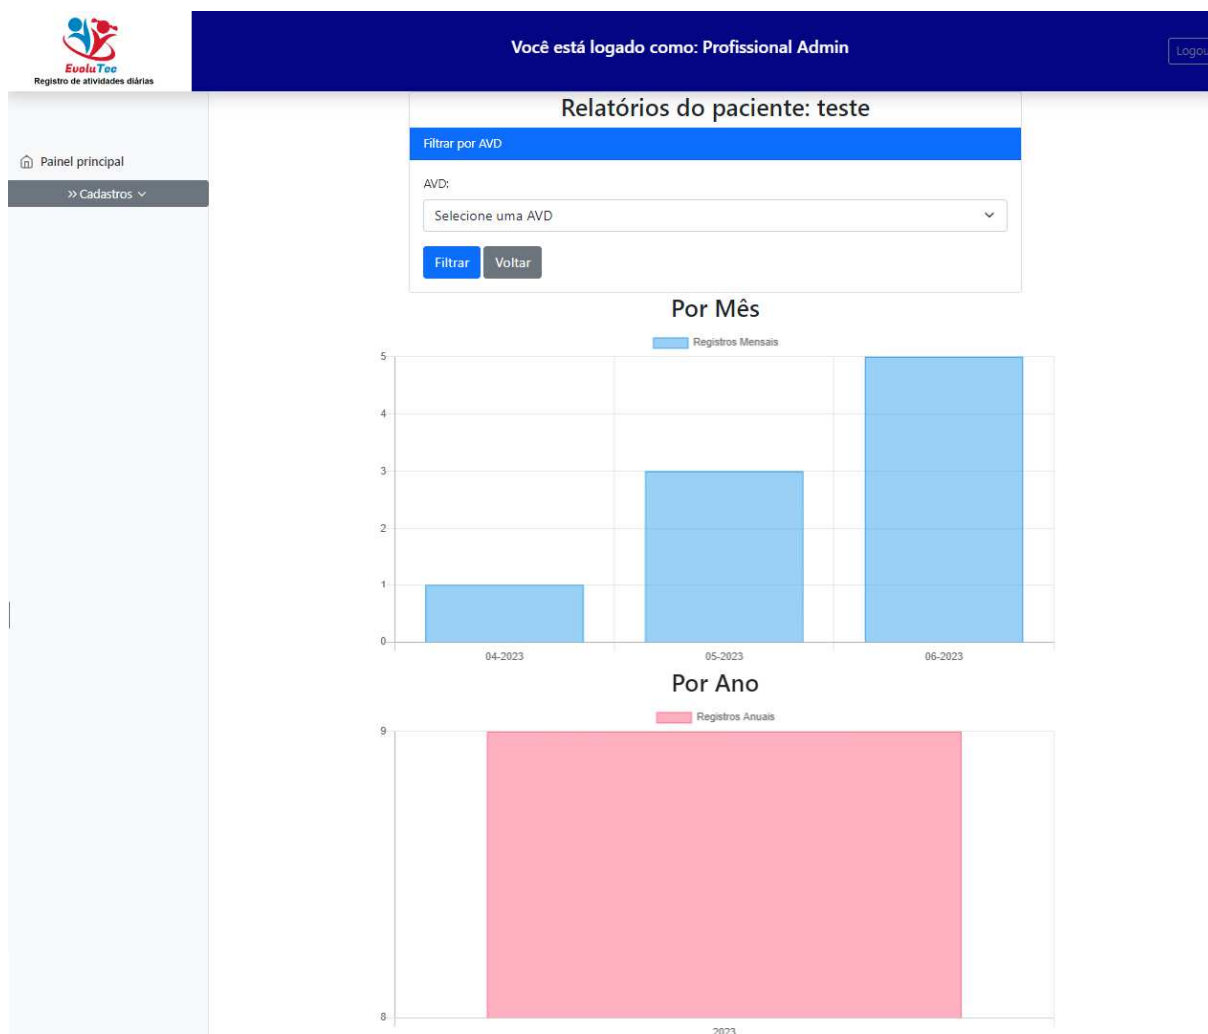 EvoluTec
Registro de atividades diárias
Você está logado como: Profissional Admin
Logou
Painel principal
Cadastros
Relatórios do paciente: teste
Filtrar por AVD
AVD:
Selecione uma AVD
Filtrar Voltar
Por Mês
Registros Mensais
5
4
3
2
1
0
04-2023 05-2023 06-2023
Por Ano
Registros Anuais
9
8
2023